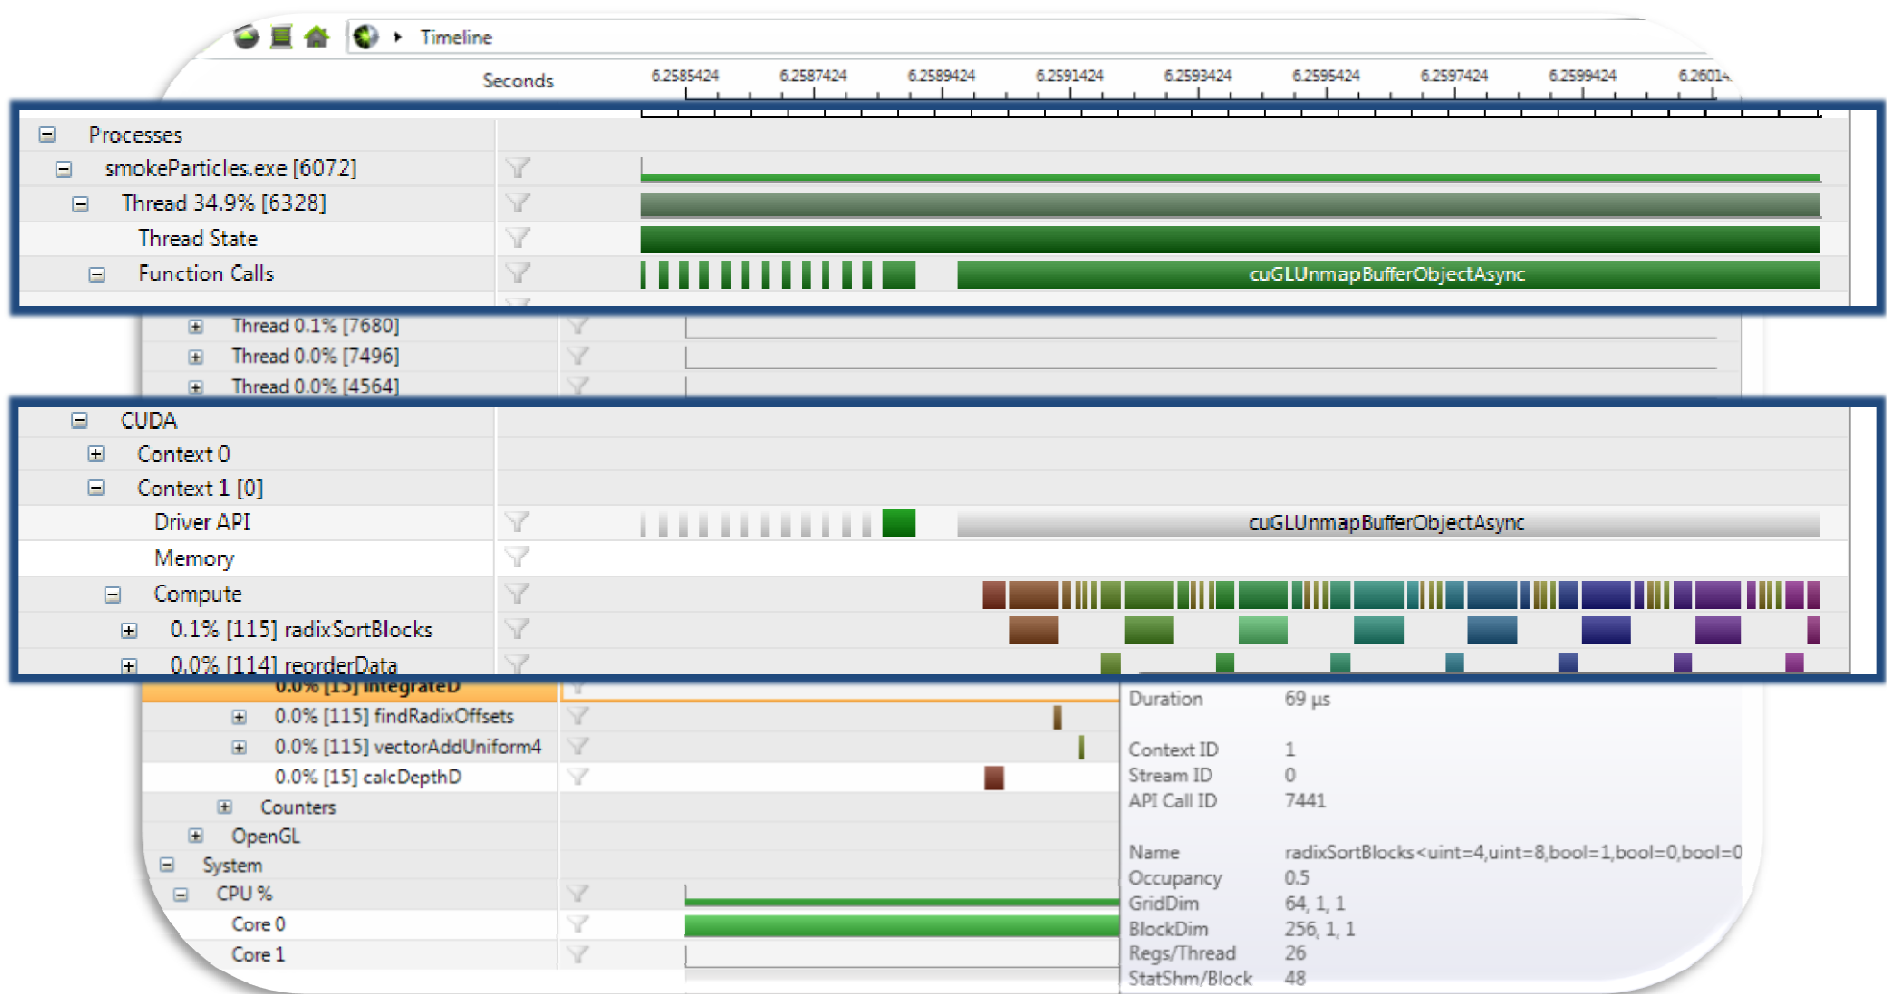 Timeline
Seconds 6.2585424 6.2587424 6.2589424 6.2591424 6.2593424 6.2595424 6.2597424 6.2599424 6.2601
Processes
smokeParticles.exe [6072]
Thread 34.9% [6328]
Thread State
Function Calls cuGLUnmapBufferObjectAsync
Thread 0.1% [7680]
Thread 0.0% [7496]
Thread 0.0% [4564]
CUDA
Context 0
Context 1 [0]
Driver API cuGLUnmapBufferObjectAsync
Memory
Compute
0.1% [115] radixSortBlocks
0.0% [114] reorderData
0.0% [15] integrateD
Duration 69 µs
0.0% [115] findRadixOffsets
0.0% [115] vectorAddUniform4
Context ID 1
0.0% [15] calcDepthD
Stream ID 0
API Call ID 7441
Counters
OpenGL
Name radixSortBlocks<uint=4,uint=8,bool=1,bool=0,bool=0
System
Occupancy 0.5
CPU %
GridDim 64, 1, 1
Core 0
BlockDim 256, 1, 1
Core 1
Regs/Thread 26
StatShm/Block 48